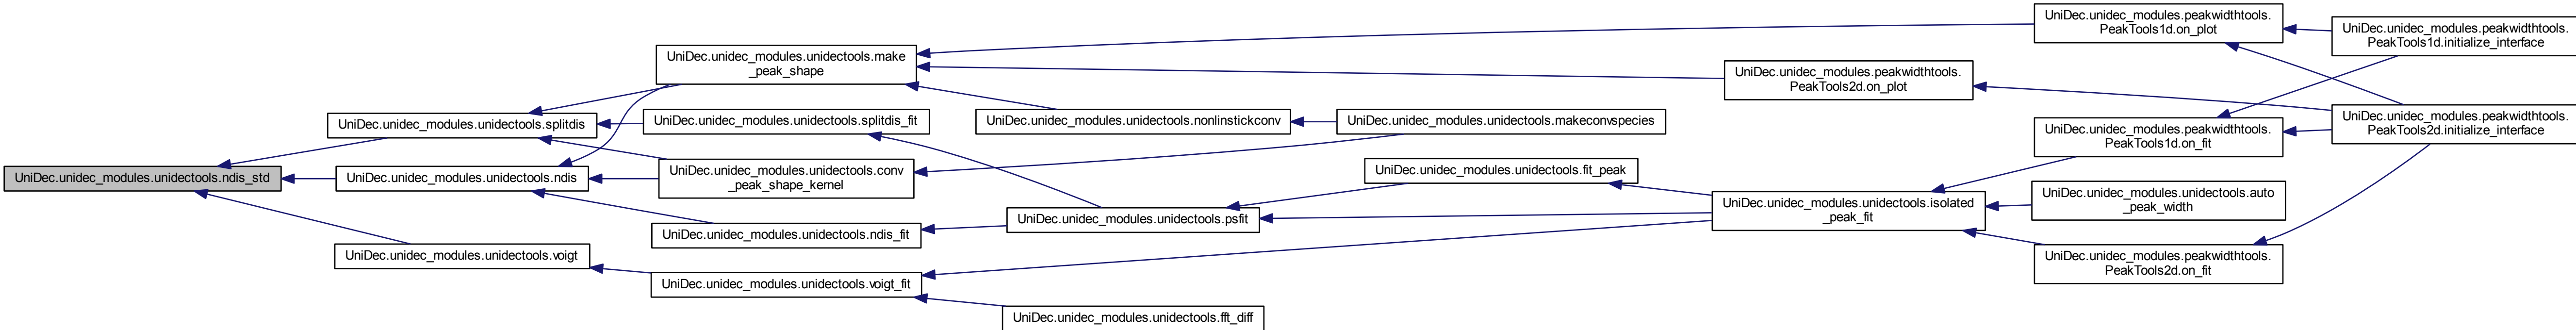 UniDec.unidec_modules.unidectools.ndis_std
UniDec.unidec_modules.unidectools.splitdis
UniDec.unidec_modules.unidectools.ndis
UniDec.unidec_modules.unidectools.voigt
UniDec.unidec_modules.unidectools.make
_peak_shape
UniDec.unidec_modules.unidectools.splitdis_fit
UniDec.unidec_modules.unidectools.conv
_peak_shape_kernel
UniDec.unidec_modules.unidectools.ndis_fit
UniDec.unidec_modules.unidectools.voigt_fit
UniDec.unidec_modules.unidectools.nonlinstickconv
UniDec.unidec_modules.unidectools.psfit
UniDec.unidec_modules.unidectools.fft_diff
UniDec.unidec_modules.unidectools.makeconvspecies
UniDec.unidec_modules.unidectools.fit_peak
UniDec.unidec_modules.peakwidthtools.
PeakTools2d.on_plot
UniDec.unidec_modules.unidectools.isolated
_peak_fit
UniDec.unidec_modules.peakwidthtools.
PeakTools1d.on_plot
UniDec.unidec_modules.peakwidthtools.
PeakTools1d.on_fit
UniDec.unidec_modules.unidectools.auto
_peak_width
UniDec.unidec_modules.peakwidthtools.
PeakTools2d.on_fit
UniDec.unidec_modules.peakwidthtools.
PeakTools1d.initialize_interface
UniDec.unidec_modules.peakwidthtools.
PeakTools2d.initialize_interface